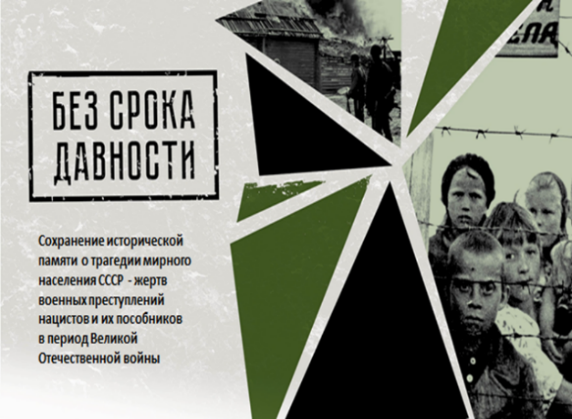 БЕЗ СРОКА
ДАВНОСТИ
Сохранение исторической
памяти о трагедии мирного
населения СССР - жертв
военных преступлений
нацистов и их пособников
в период Великой
Отечественной войны